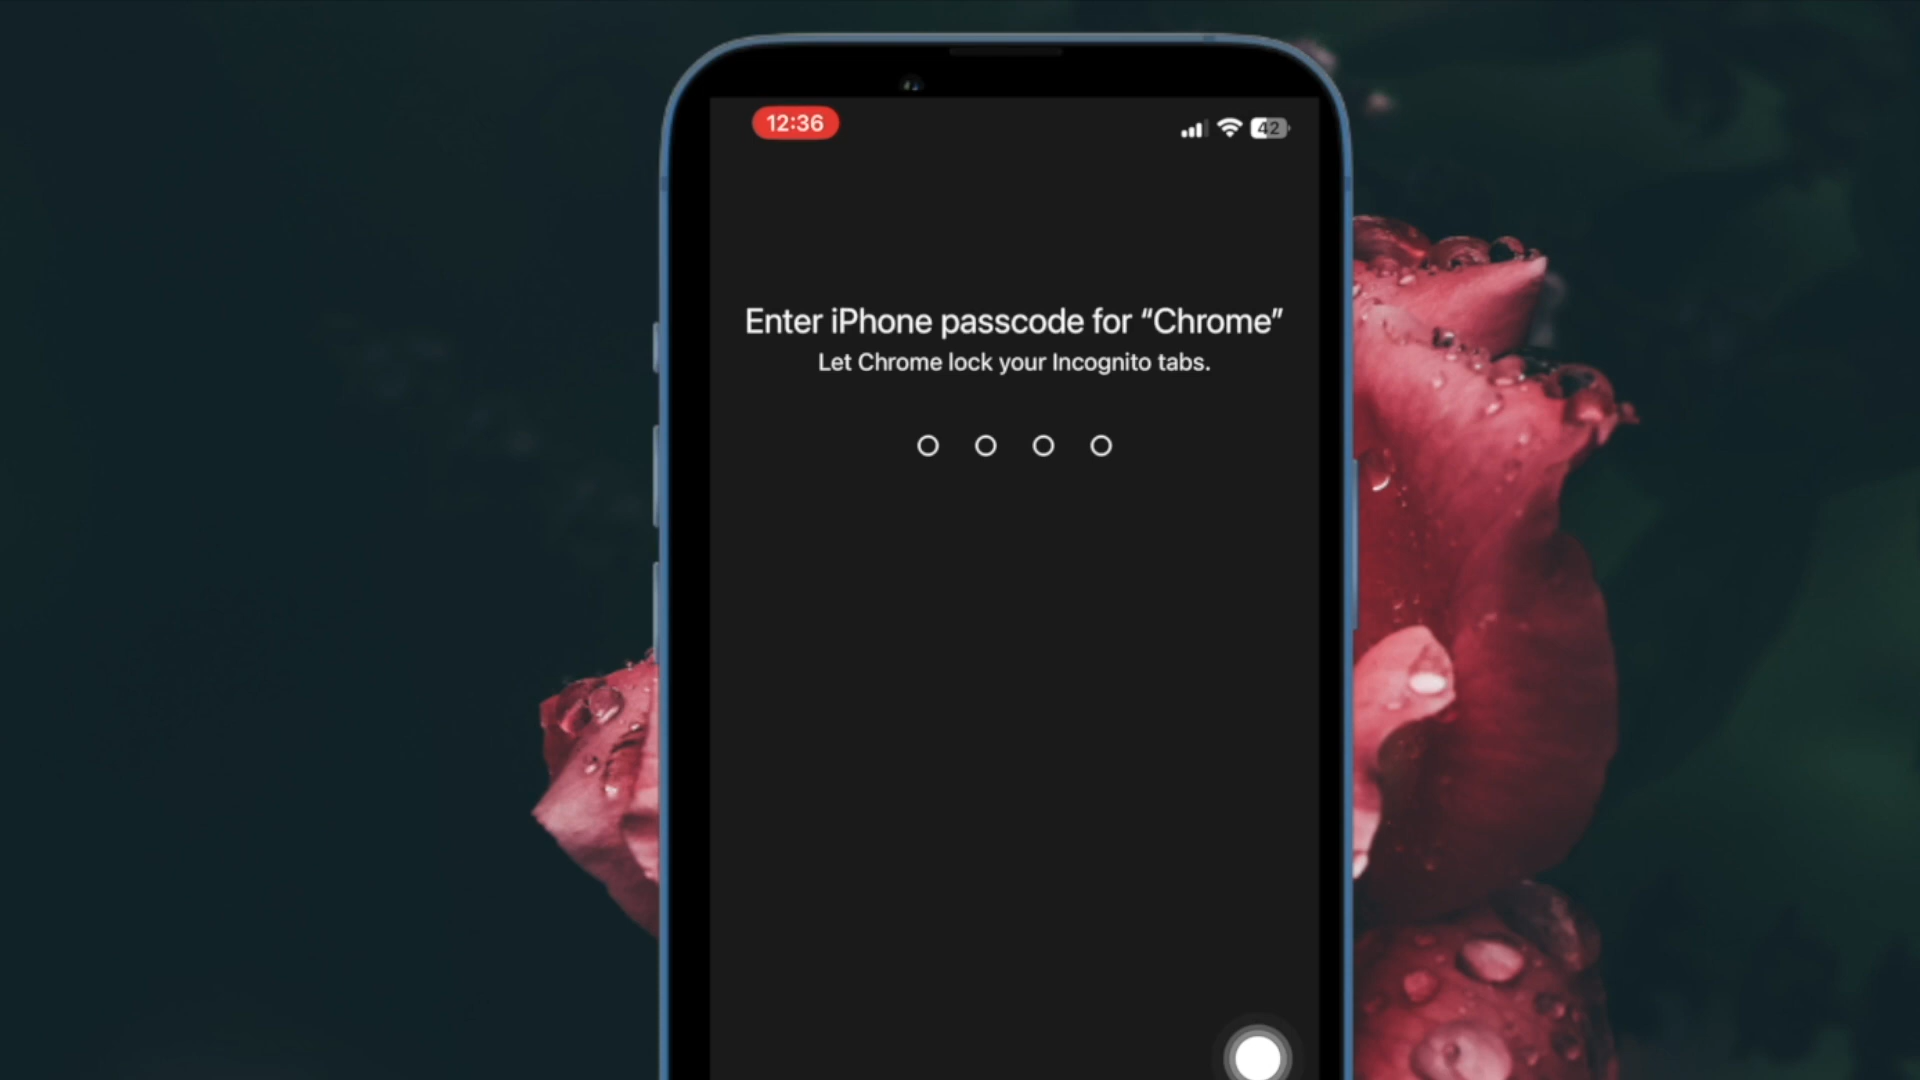 12:36
42
Enter iPhone passcode for “Chrome”
Let Chrome lock your Incognito tabs.